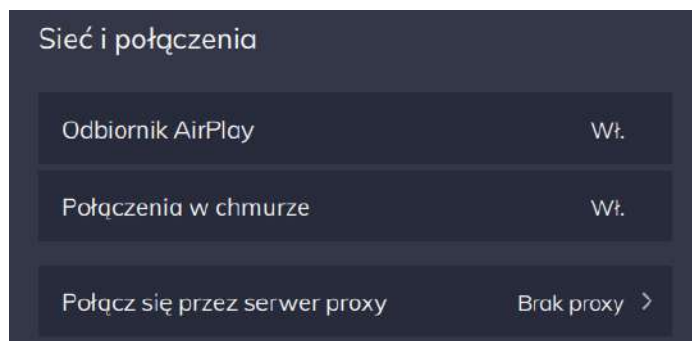 Sieć i połączenia
Odbiornik AirPlay Wł.
Połączenia w chmurze Wł.
Połącz się przez serwer proxy Brak proxy >